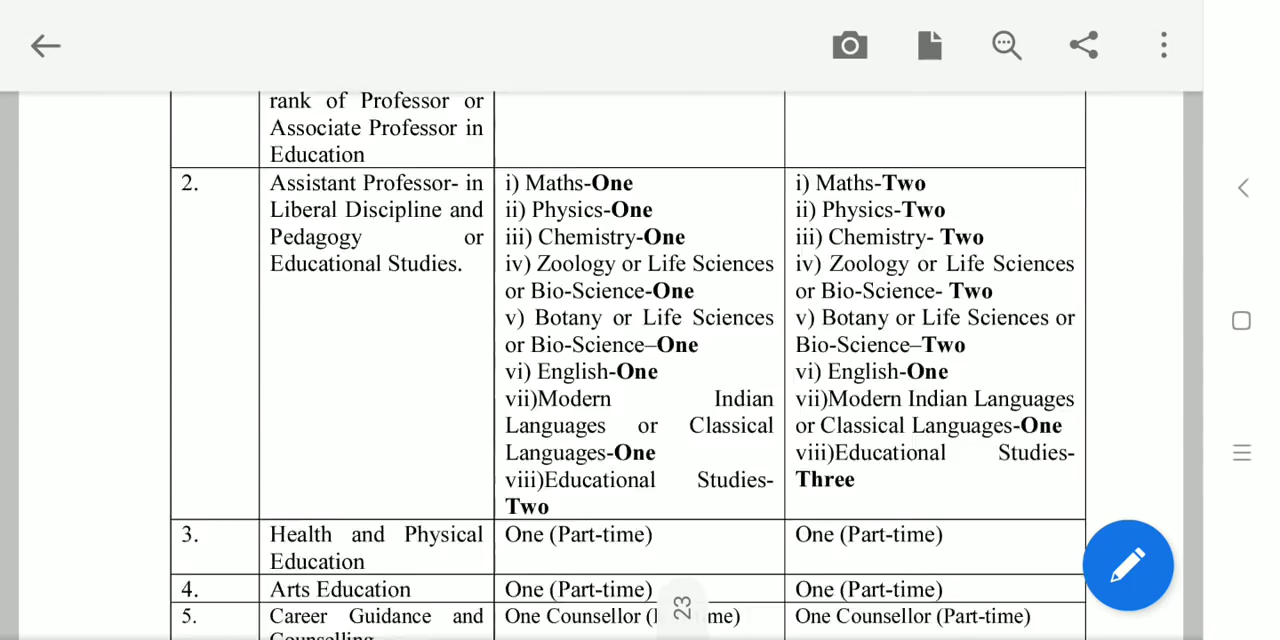 rank of Professor or
Associate Professor in
Education
2.
Assistant Professor- in
Liberal Discipline and
Pedagogy or
Educational Studies.
i) Maths-One
ii) Physics-One
iii) Chemistry-One
iv) Zoology or Life Sciences
or Bio-Science-One
v) Botany or Life Sciences
or Bio-Science–One
vi) English-One
vii)Modern Indian
Languages or Classical
Languages-One
viii)Educational Studies-
Two
i) Maths-Two
ii) Physics-Two
iii) Chemistry- Two
iv) Zoology or Life Sciences
or Bio-Science- Two
v) Botany or Life Sciences or
Bio-Science–Two
vi) English-One
vii)Modern Indian Languages
or Classical Languages-One
viii)Educational Studies-
Three
3.
Health and Physical
Education
One (Part-time)
One (Part-time)
4.
Arts Education
One (Part-time)
One (Part-time)
5.
Career Guidance and
One Counsellor
One Counsellor (Part-time)
23